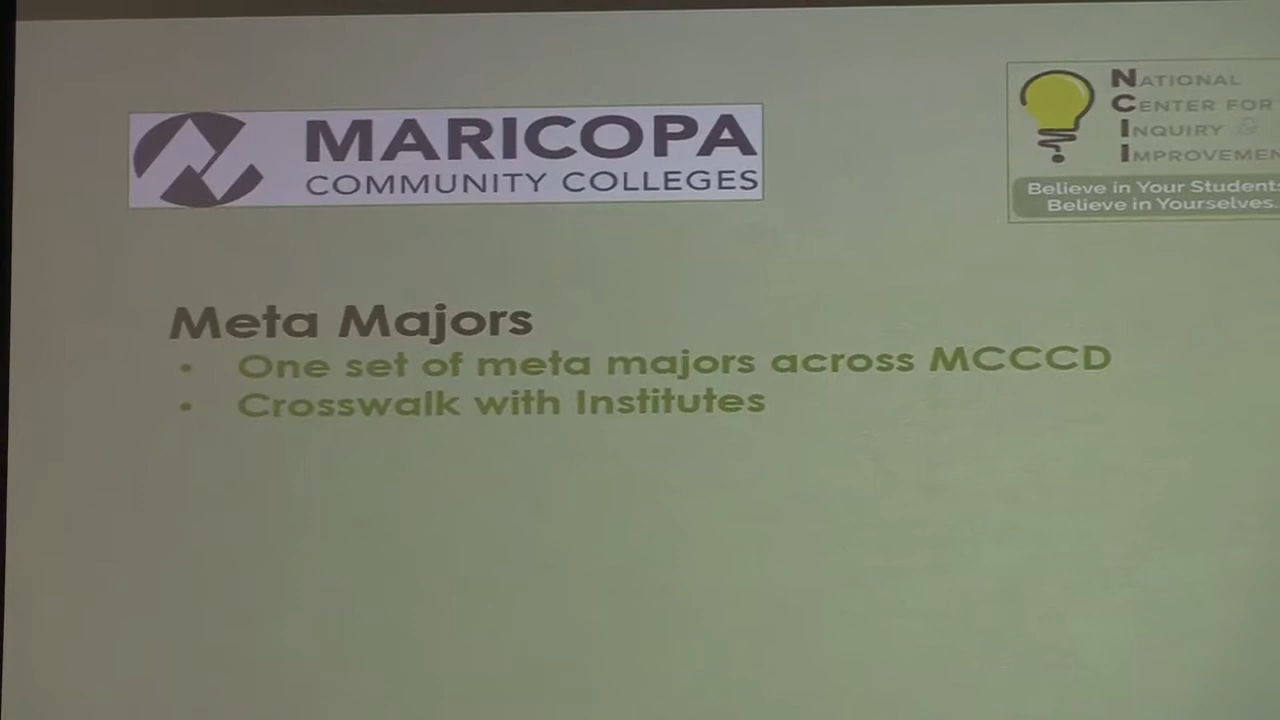 MARICOPA
COMMUNITY COLLEGES
NATIONAL
CENTER FOR
INQUIRY &
IMPROVEMEN
Believe in Your Students
Believe in Yourselves.
Meta Majors
• One set of meta majors across MCCCD
• Crosswalk with Institutes